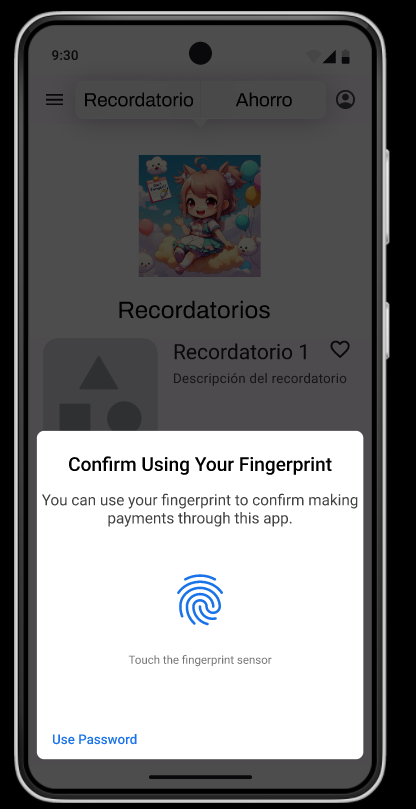 9:30
Recordatorio Ahorro
Recordatorios
Recordatorio 1
Descripción del recordatorio
Confirm Using Your Fingerprint
You can use your fingerprint to confirm making
payments through this app.
Touch the fingerprint sensor
Use Password